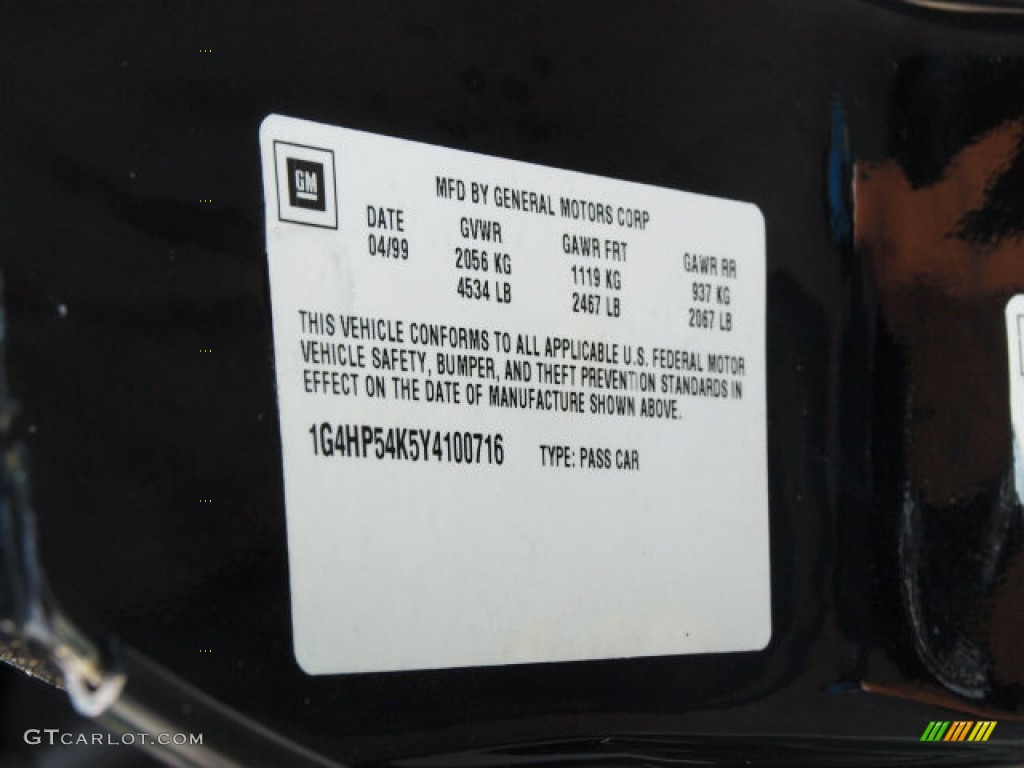 GM
MFD BY GENERAL MOTORS CORP
DATE GVWR GAWR FRT GAWR RR
04/99 2056 KG 1119 KG 937 KG
4534 LB 2467 LB 2067 LB
THIS VEHICLE CONFORMS TO ALL APPLICABLE U.S. FEDERAL MOTOR
VEHICLE SAFETY, BUMPER, AND THEFT PREVENTION STANDARDS IN
EFFECT ON THE DATE OF MANUFACTURE SHOWN ABOVE.
1G4HP54K5Y4100716 TYPE: PASS CAR
GTCARLOT.COM